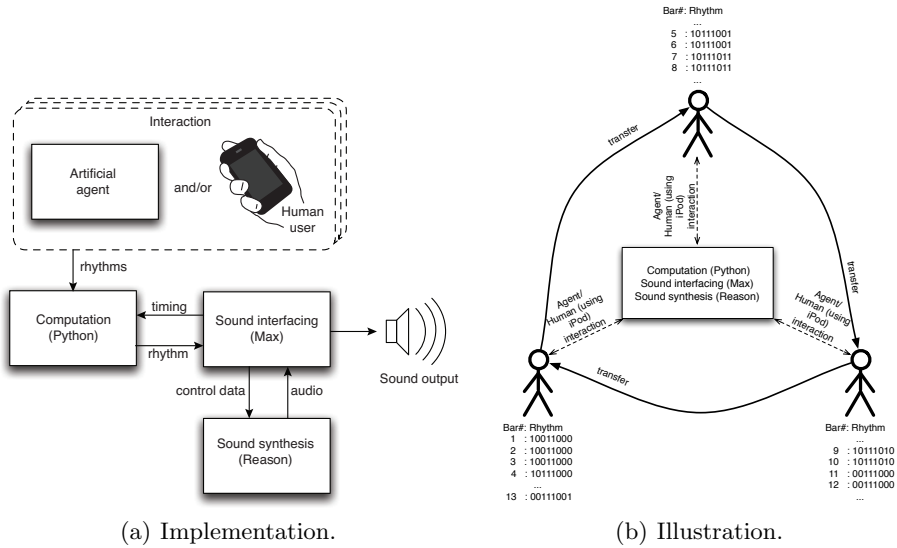 Interaction
Artificial
agent
and/or
Human
user
rhythms
Computation
(Python)
timing
rhythm
Sound interfacing
(Max)
Sound output
control data
audio
Sound synthesis
(Reason)
(a) Implementation.
Bar#: Rhythm
...
5 : 10111001
6 : 10111001
7 : 10111011
8 : 10111011
...
transfer
Agent/
Human (using
iPod)
interaction
transfer
Computation (Python)
Sound interfacing (Max)
Sound synthesis (Reason)
Agent/
Human (using
iPod)
interaction
Agent/
Human (using
iPod)
interaction
transfer
Bar#: Rhythm
1 : 10011000
2 : 10011000
3 : 10011000
4 : 10111000
...
13 : 00111001
Bar#: Rhythm
...
9 : 10111010
10 : 10111010
11 : 00111000
12 : 00111000
...
(b) Illustration.